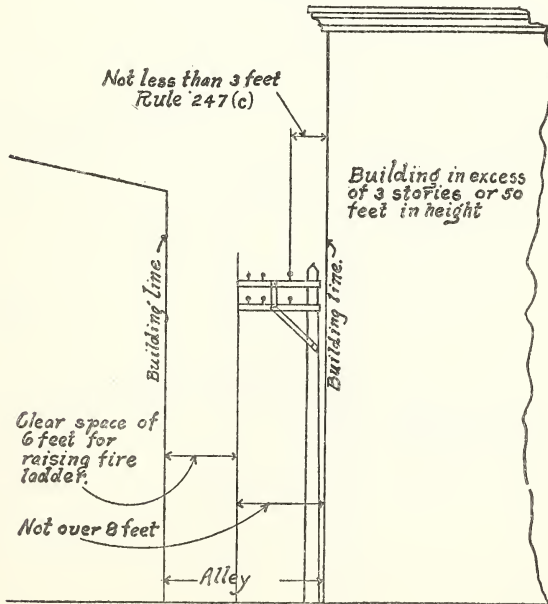 Not less than 3 feet
Rule 247(c)
Building in excess
of 3 stories or 50
feet in height
Building line.
Building line.
Clear space of
6 feet for
raising fire
ladder.
Not over 8 feet
Alley